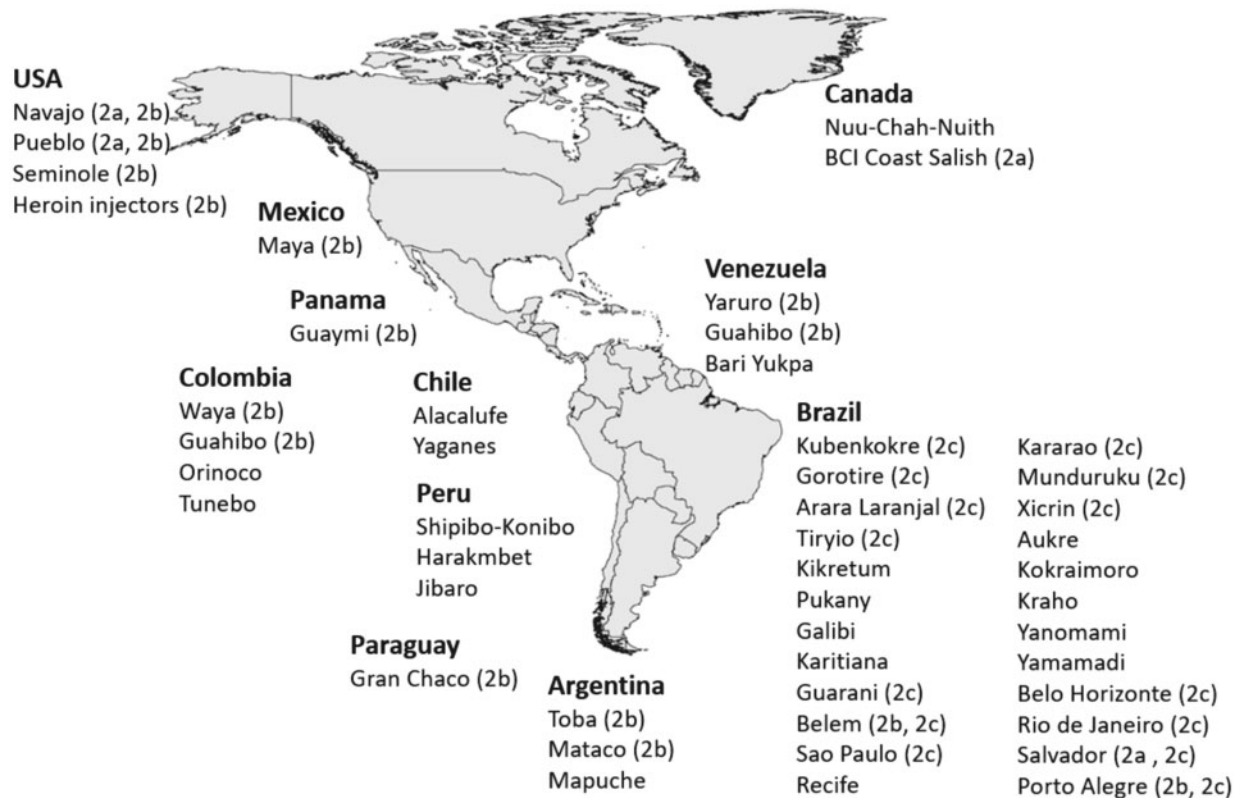 USA
Navajo (2a, 2b)
Pueblo (2a, 2b)
Seminole (2b)
Heroin injectors (2b)
Canada
Nuu-Chah-Nuith
BCI Coast Salish (2a)
Mexico
Maya (2b)
Panama
Guaymi (2b)
Venezuela
Yaruro (2b)
Guahibo (2b)
Bari Yukpa
Colombia
Waya (2b)
Guahibo (2b)
Orinoco
Tunebo
Chile
Alacalufe
Yaganes
Peru
Shipibo-Konibo
Harakmbet
Jibaro
Paraguay
Gran Chaco (2b)
Argentina
Toba (2b)
Mataco (2b)
Mapuche
Brazil
Kubenkokre (2c)
Gorotire (2c)
Arara Laranjal (2c)
Tiryio (2c)
Kikretum
Pukany
Galibi
Karitiana
Guarani (2c)
Belem (2b, 2c)
Sao Paulo (2c)
Recife
Kararao (2c)
Munduruku (2c)
Xicrin (2c)
Aukre
Kokraimoro
Kraho
Yanomami
Yamamadi
Belo Horizonte (2c)
Rio de Janeiro (2c)
Salvador (2a , 2c)
Porto Alegre (2b, 2c)